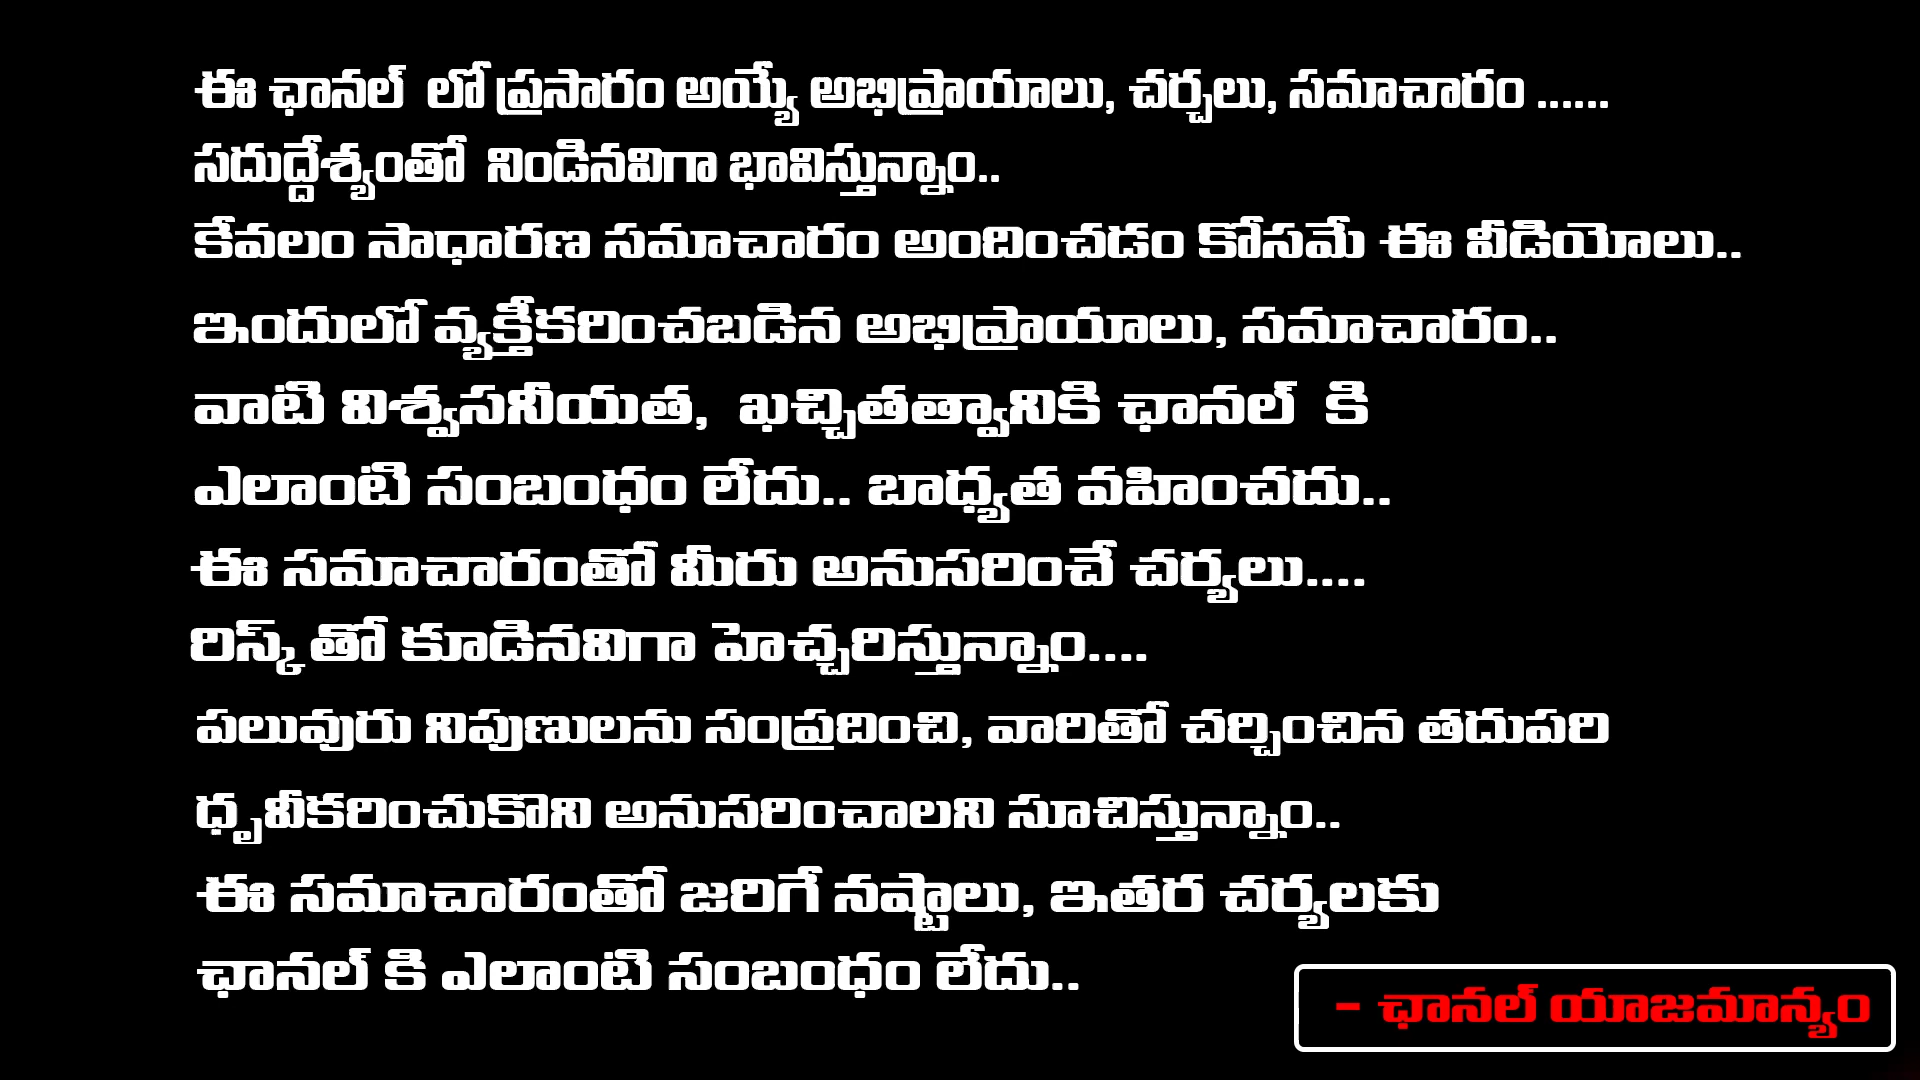 ఈ ఛానల్ లో ప్రసారం అయ్యే అభిప్రాయాలు, చర్చలు, సమాచారం ......
సదుద్దేశ్యంతో నిండినవిగా భావిస్తున్నాం..
కేవలం సాధారణ సమాచారం అందించడం కోసమే ఈ వీడియోలు..
ఇందులో వ్యక్తీకరించబడిన అభిప్రాయాలు, సమాచారం..
వాటి విశ్వసనీయత, ఖచ్చితత్వానికి ఛానల్ కి
ఎలాంటి సంబంధం లేదు.. బాధ్యత వహించదు..
ఈ సమాచారంతో మీరు అనుసరించే చర్యలు....
రిస్క్ తో కూడినవిగా హెచ్చరిస్తున్నాం....
పలువురు నిపుణులను సంప్రదించి, వారితో చర్చించిన తదుపరి
ధృవీకరించుకొని అనుసరించాలని సూచిస్తున్నాం..
ఈ సమాచారంతో జరిగే నష్టాలు, ఇతర చర్యలకు
ఛానల్ కి ఎలాంటి సంబంధం లేదు..
- ఛానల్ యాజమాన్యం